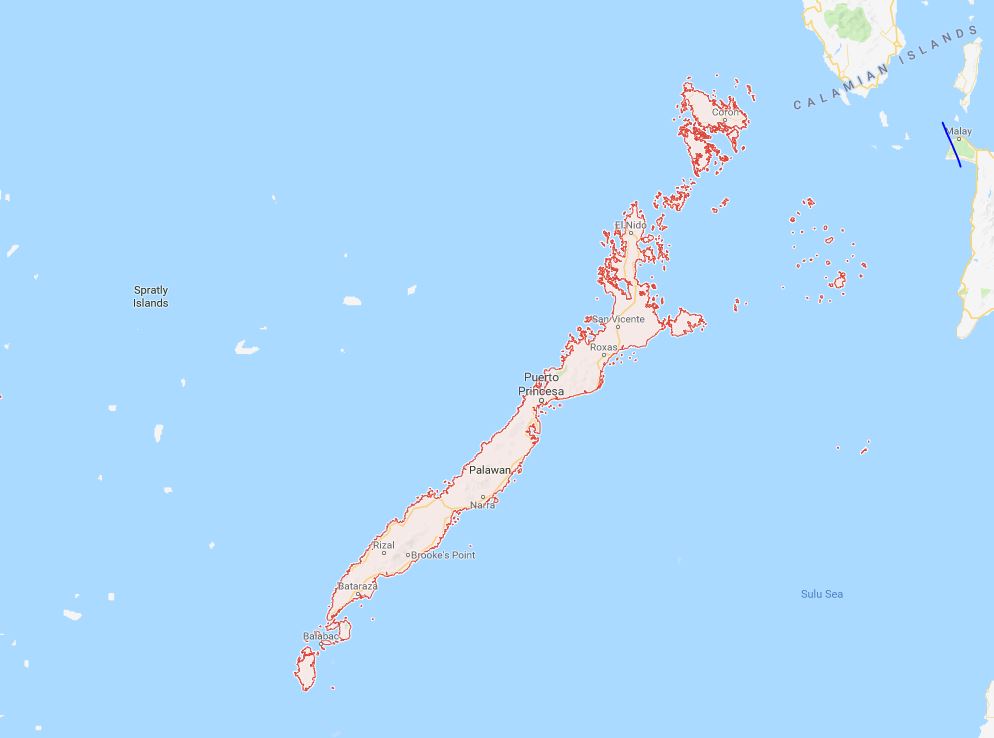 CALAMIAN ISLANDS
Coron
Malay
El Nido
Spratly
Islands
San Vicente
Roxas
Puerto
Princesa
Palawan
Narra
Rizal
Brooke's Point
Bataraza
Sulu Sea
Balabac